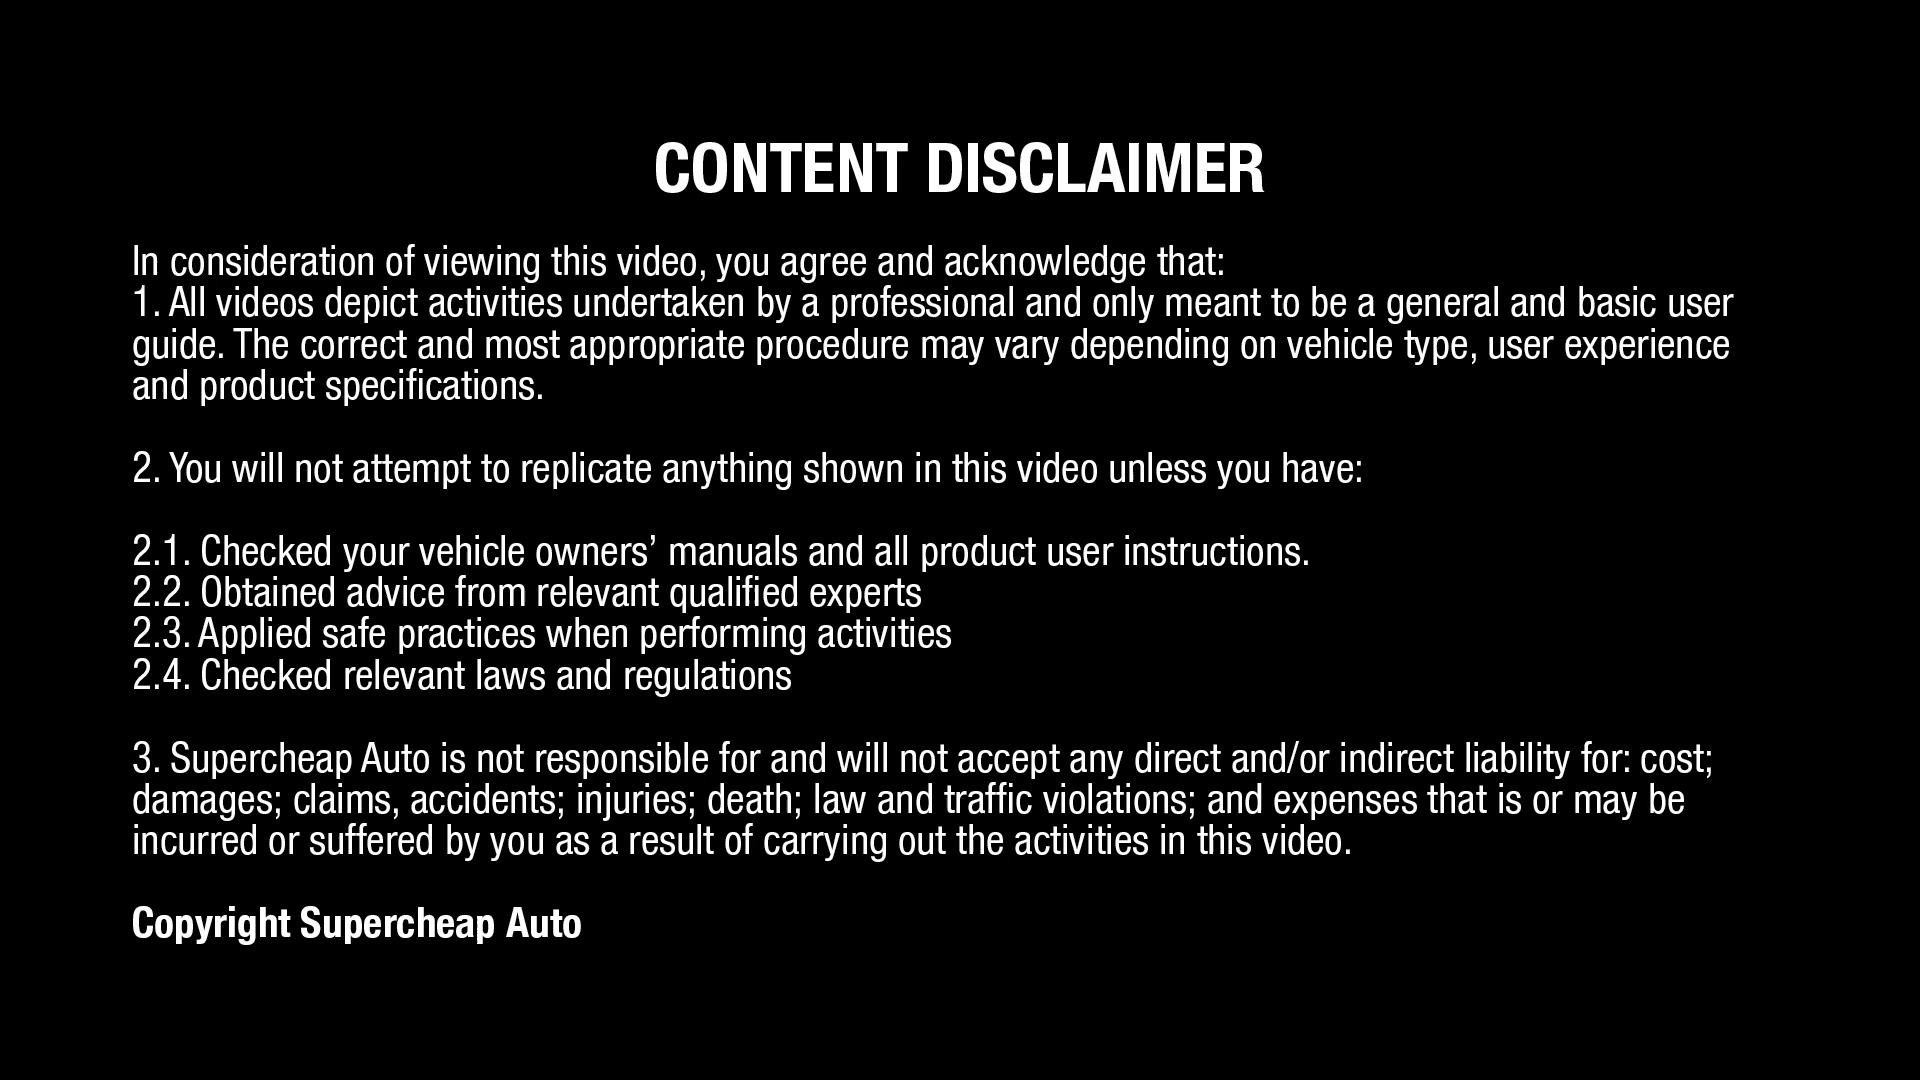 CONTENT DISCLAIMER
In consideration of viewing this video, you agree and acknowledge that:
1. All videos depict activities undertaken by a professional and only meant to be a general and basic user
guide. The correct and most appropriate procedure may vary depending on vehicle type, user experience
and product specifications.
2. You will not attempt to replicate anything shown in this video unless you have:
2.1. Checked your vehicle owners’ manuals and all product user instructions.
2.2. Obtained advice from relevant qualified experts
2.3. Applied safe practices when performing activities
2.4. Checked relevant laws and regulations
3. Supercheap Auto is not responsible for and will not accept any direct and/or indirect liability for: cost;
damages; claims, accidents; injuries; death; law and traffic violations; and expenses that is or may be
incurred or suffered by you as a result of carrying out the activities in this video.
Copyright Supercheap Auto